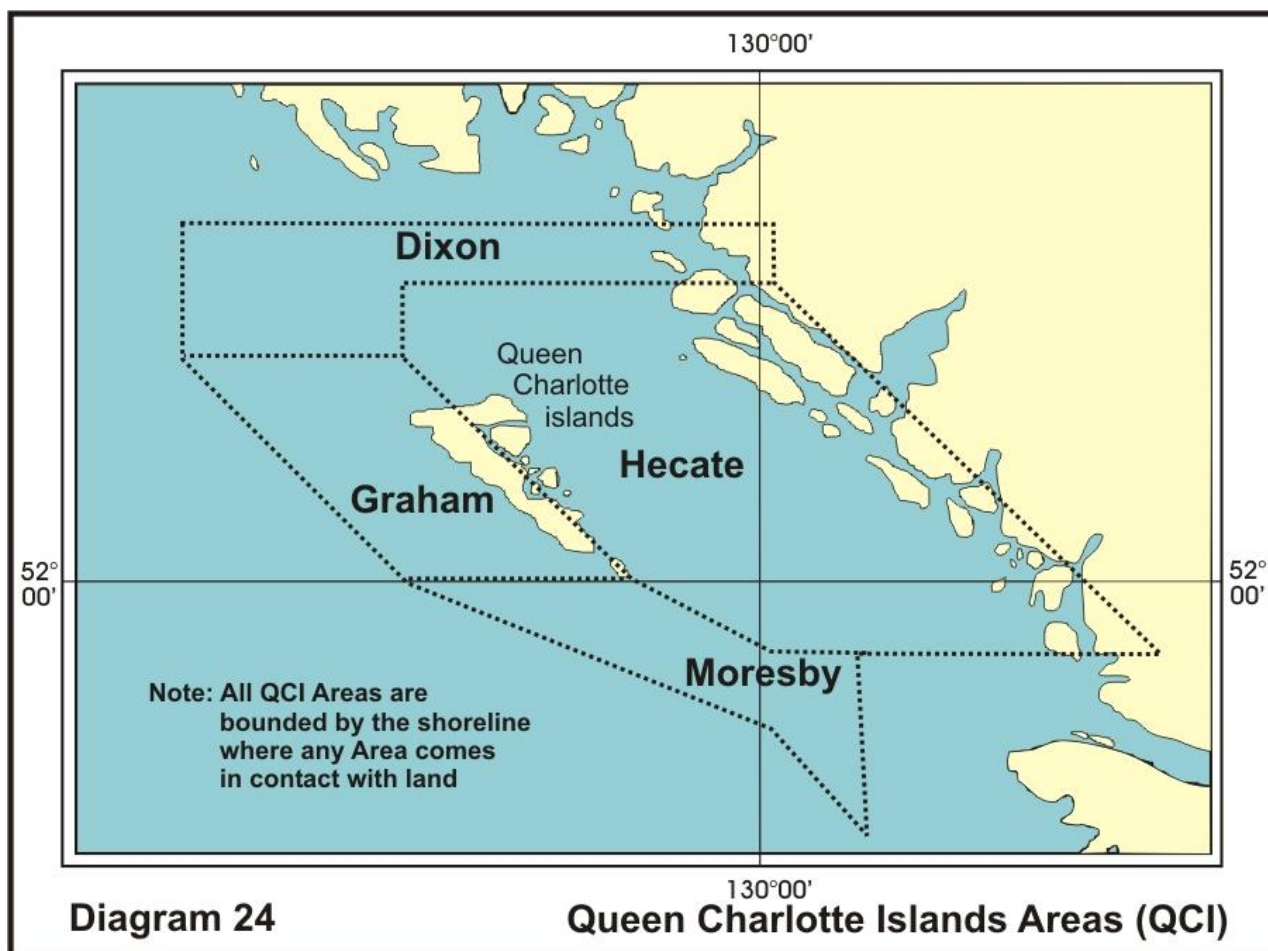 130°00'
Dixon
Queen
Charlotte
islands
Hecate
Graham
52°
00'
52°
00'
Moresby
Note: All QCI Areas are
bounded by the shoreline
where any Area comes
in contact with land
130°00'
Diagram 24
Queen Charlotte Islands Areas (QCI)